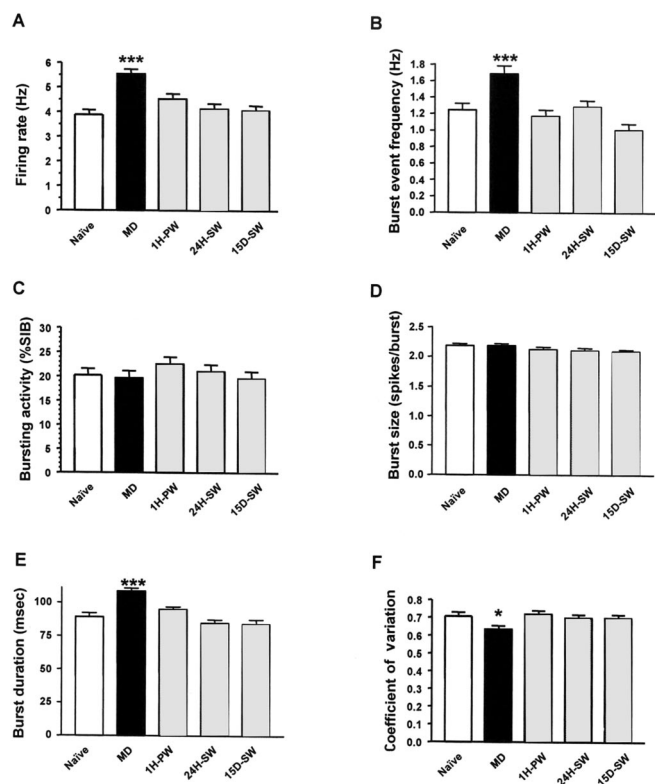 A
***
Firing rate (Hz)
6
5
4
3
2
1
0
Naïve
MD
1H-PW
24H-SW
15D-SW
B
***
Burst event frequency (Hz)
1.8
1.6
1.4
1.2
1.0
0.8
0.6
0.4
0.2
0.0
Naïve
MD
1H-PW
24H-SW
15D-SW
C
Bursting activity (%SIB)
30
25
20
15
10
5
0
Naïve
MD
1H-PW
24H-SW
15D-SW
D
Burst size (spikes/burst)
2.5
2.0
1.5
1.0
0.5
0.0
Naïve
MD
1H-PW
24H-SW
15D-SW
E
***
Burst duration (msec)
100
75
50
25
0
Naïve
MD
1H-PW
24H-SW
15D-SW
F
*
Coefficient of variation
0.8
0.7
0.6
0.5
0.4
0.3
0.2
0.1
0.0
Naïve
MD
1H-PW
24H-SW
15D-SW